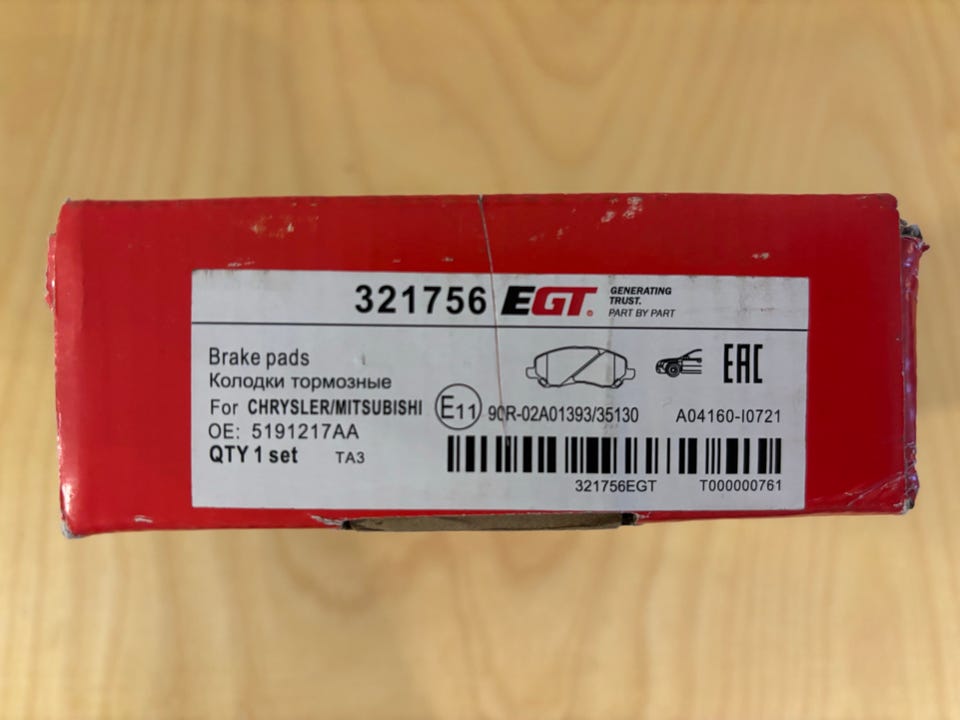 321756 EGT® GENERATING
TRUST.
PART BY PART
Brake pads
Колодки тормозные
EAC
For CHRYSLER/MITSUBISHI
E11 90R-02A01393/35130 A04160-I0721
OE: 5191217AA
QTY 1 set TA3
321756EGT T000000761